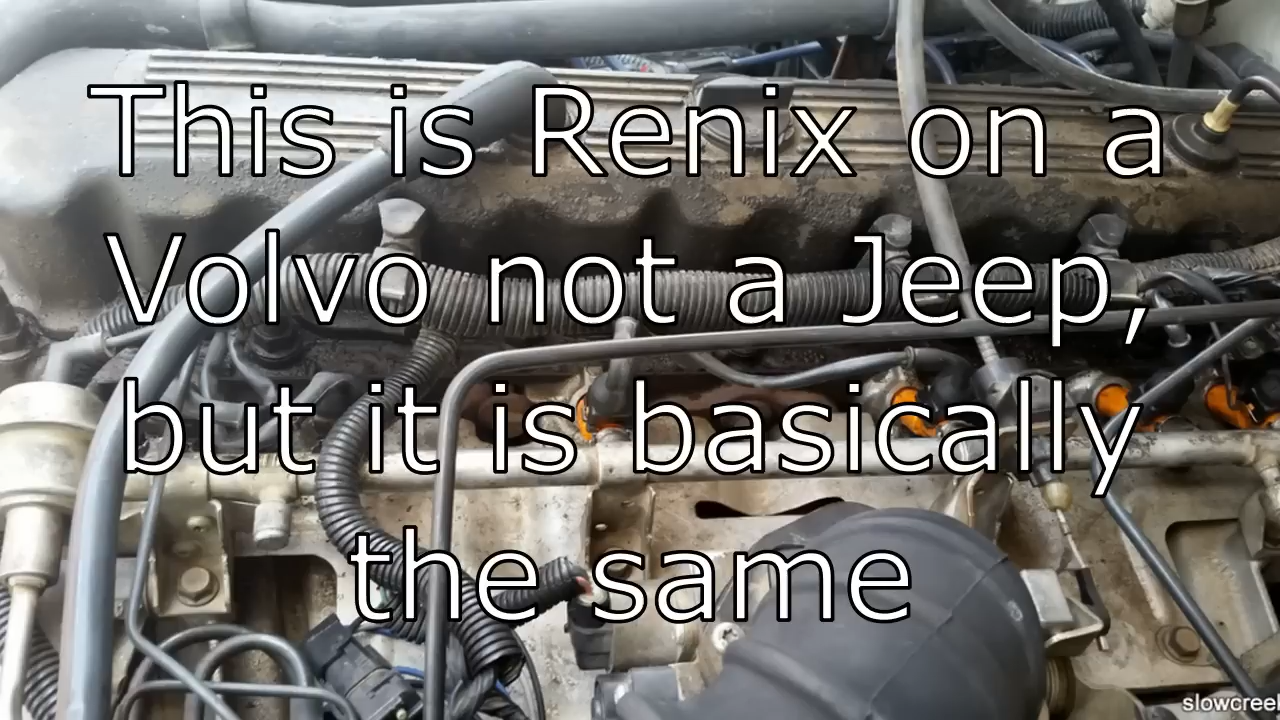 This is Renix on a
Volvo not a Jeep,
but it is basically
the same